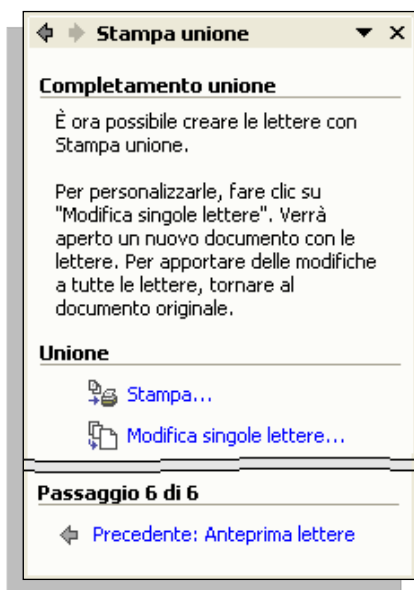 Stampa unione
Completamento unione
È ora possibile creare le lettere con
Stampa unione.
Per personalizzarle, fare clic su
"Modifica singole lettere". Verrà
aperto un nuovo documento con le
lettere. Per apportare delle modifiche
a tutte le lettere, tornare al
documento originale.
Unione
Stampa...
Modifica singole lettere...
Passaggio 6 di 6
Precedente: Anteprima lettere